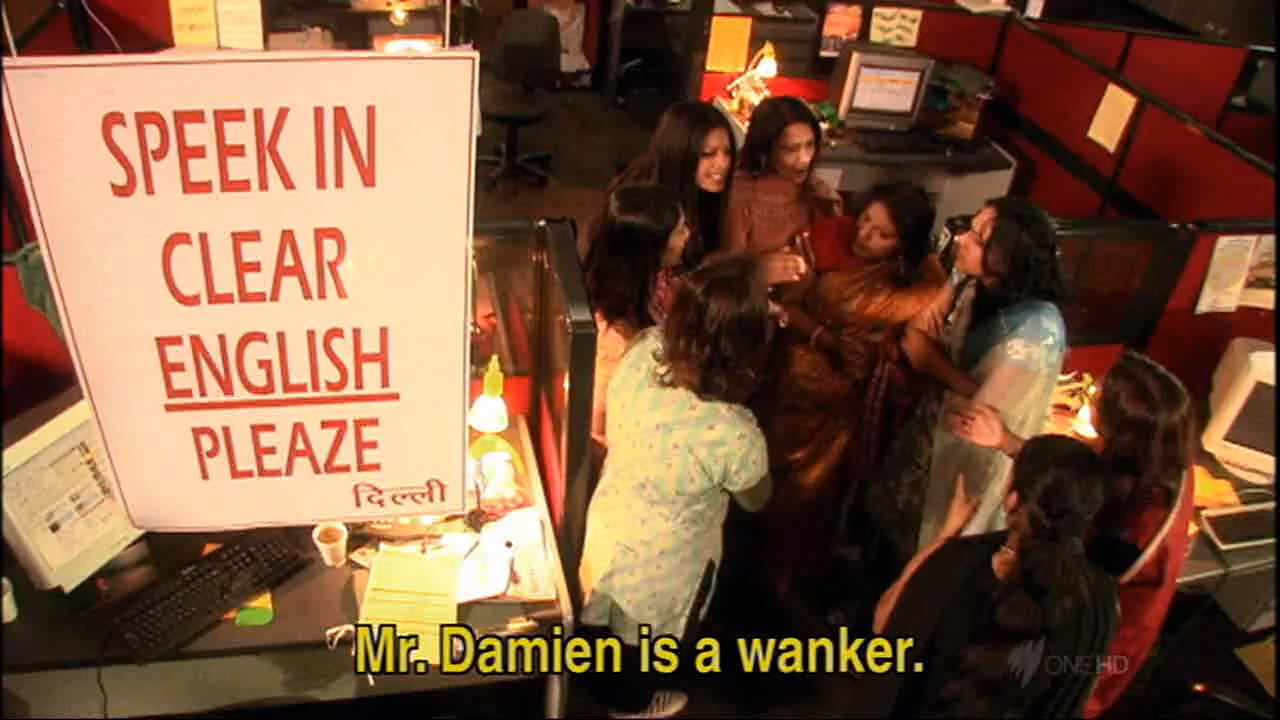 SPEEK IN
CLEAR
ENGLISH
PLEAZE
दिल्ली
Mr. Damien is a wanker.
ONE HD